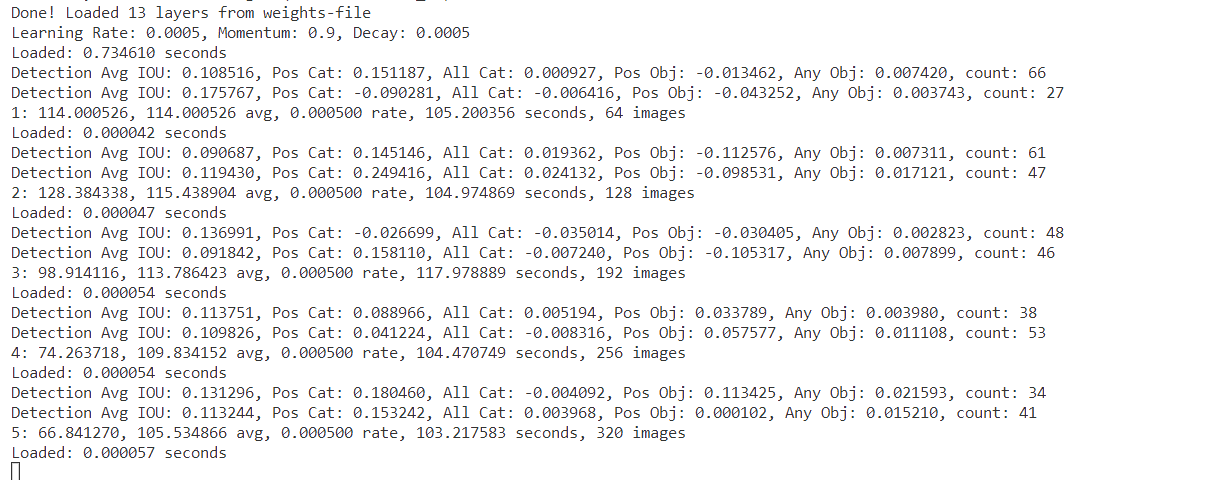 Done! Loaded 13 layers from weights-file
Learning Rate: 0.0005, Momentum: 0.9, Decay: 0.0005
Loaded: 0.734610 seconds
Detection Avg IOU: 0.108516, Pos Cat: 0.151187, All Cat: 0.000927, Pos Obj: -0.013462, Any Obj: 0.007420, count: 66
Detection Avg IOU: 0.175767, Pos Cat: -0.090281, All Cat: -0.006416, Pos Obj: -0.043252, Any Obj: 0.003743, count: 27
1: 114.000526, 114.000526 avg, 0.000500 rate, 105.200356 seconds, 64 images
Loaded: 0.000042 seconds
Detection Avg IOU: 0.090687, Pos Cat: 0.145146, All Cat: 0.019362, Pos Obj: -0.112576, Any Obj: 0.007311, count: 61
Detection Avg IOU: 0.119430, Pos Cat: 0.249416, All Cat: 0.024132, Pos Obj: -0.098531, Any Obj: 0.017121, count: 47
2: 128.384338, 115.438904 avg, 0.000500 rate, 104.974869 seconds, 128 images
Loaded: 0.000047 seconds
Detection Avg IOU: 0.136991, Pos Cat: -0.026699, All Cat: -0.035014, Pos Obj: -0.030405, Any Obj: 0.002823, count: 48
Detection Avg IOU: 0.091842, Pos Cat: 0.158110, All Cat: -0.007240, Pos Obj: -0.105317, Any Obj: 0.007899, count: 46
3: 98.914116, 113.786423 avg, 0.000500 rate, 117.978889 seconds, 192 images
Loaded: 0.000054 seconds
Detection Avg IOU: 0.113751, Pos Cat: 0.088966, All Cat: 0.005194, Pos Obj: 0.033789, Any Obj: 0.003980, count: 38
Detection Avg IOU: 0.109826, Pos Cat: 0.041224, All Cat: -0.008316, Pos Obj: 0.057577, Any Obj: 0.011108, count: 53
4: 74.263718, 109.834152 avg, 0.000500 rate, 104.470749 seconds, 256 images
Loaded: 0.000054 seconds
Detection Avg IOU: 0.131296, Pos Cat: 0.180460, All Cat: -0.004092, Pos Obj: 0.113425, Any Obj: 0.021593, count: 34
Detection Avg IOU: 0.113244, Pos Cat: 0.153242, All Cat: 0.003968, Pos Obj: 0.000102, Any Obj: 0.015210, count: 41
5: 66.841270, 105.534866 avg, 0.000500 rate, 103.217583 seconds, 320 images
Loaded: 0.000057 seconds